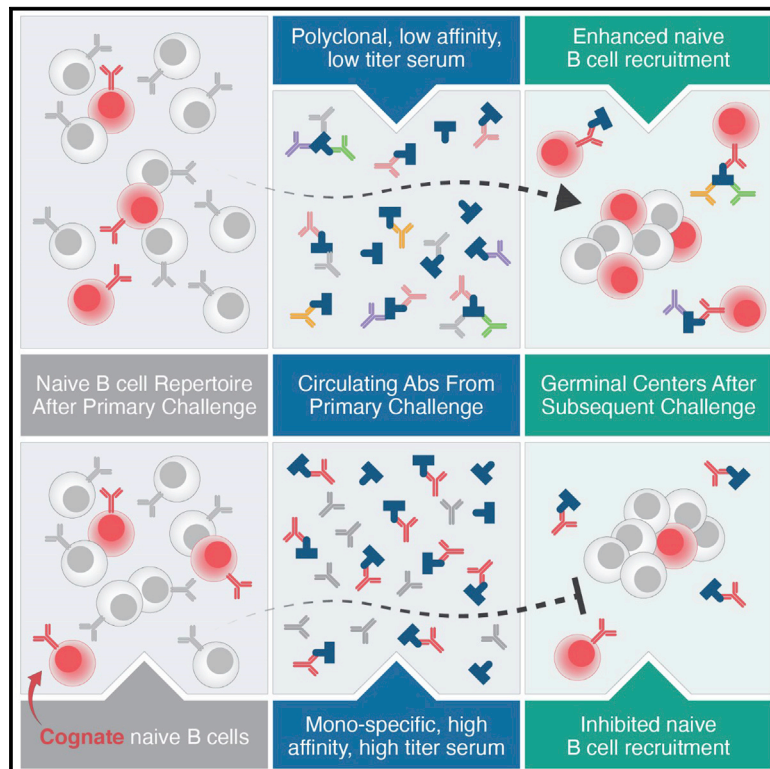 Polyclonal, low affinity,
low titer serum
Enhanced naive
B cell recruitment
Naive B cell Repertoire
After Primary Challenge
Circulating Abs From
Primary Challenge
Germinal Centers After
Subsequent Challenge
Cognate naive B cells
Mono-specific, high
affinity, high titer serum
Inhibited naive
B cell recruitment